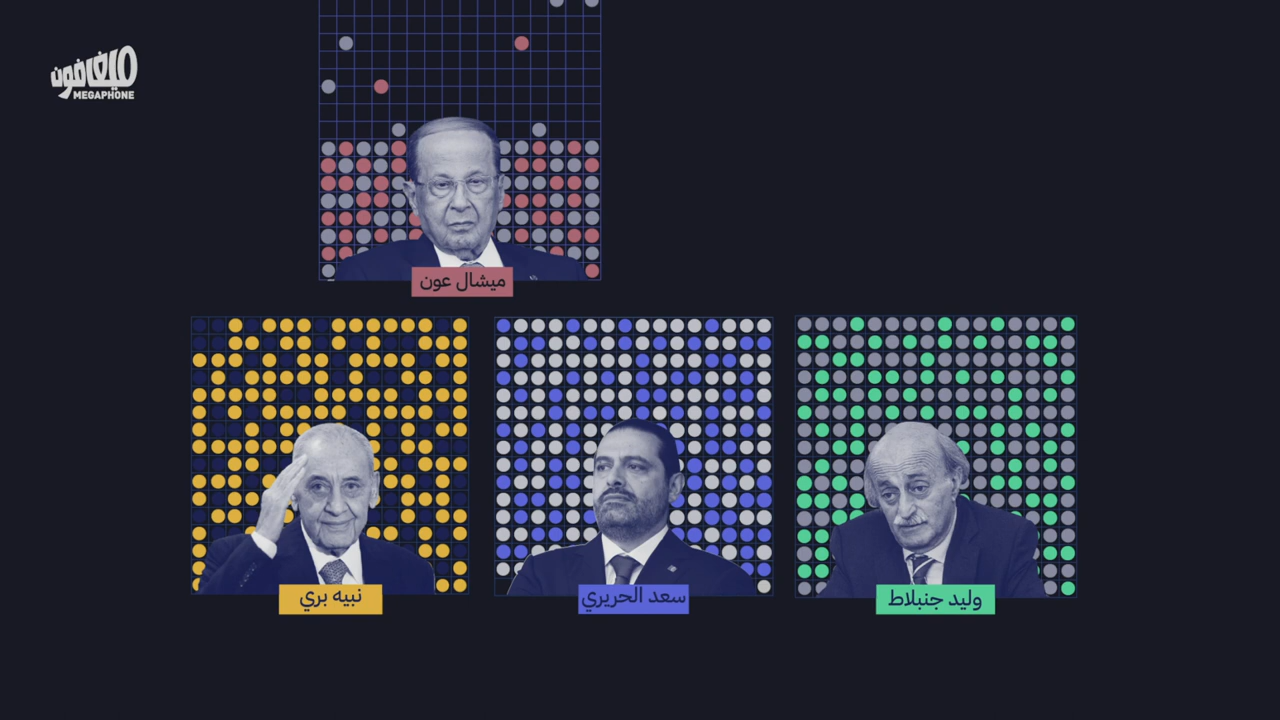 ميغافون
MEGAPHONE
ميشال عون
نبيه بري
سعد الحريري
وليد جنبلاط